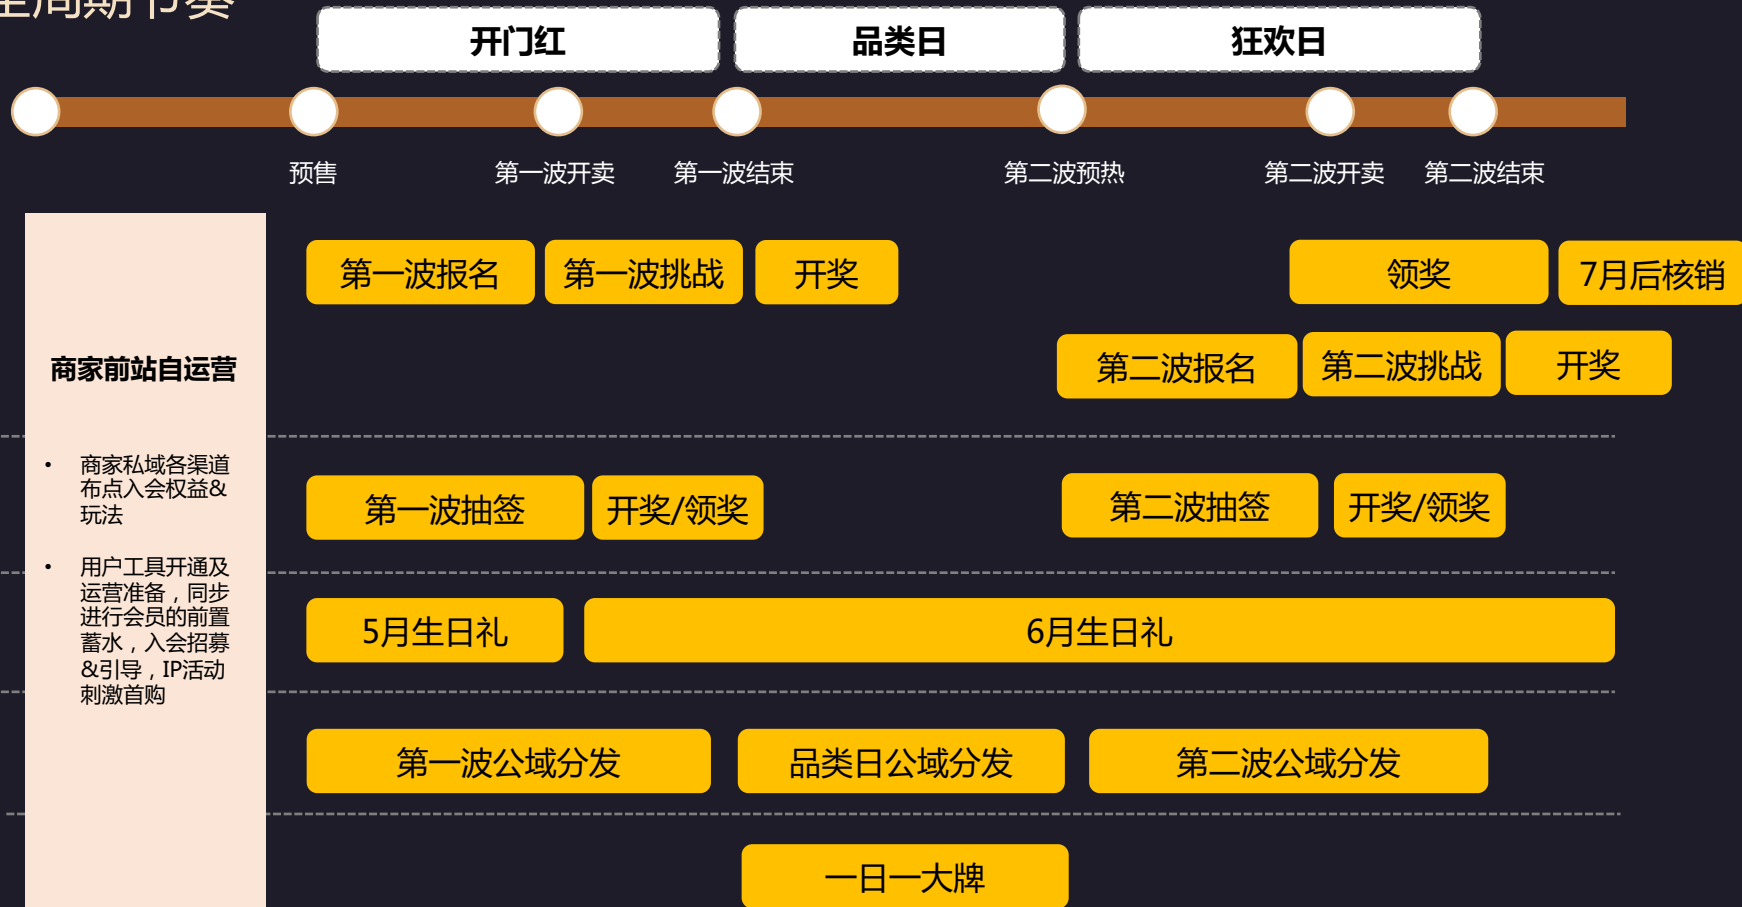 全周期节奏
开门红
品类日
狂欢日
预售
第一波开卖
第一波结束
第二波预热
第二波开卖
第二波结束
第一波报名
第一波挑战
开奖
领奖
7月后核销
商家前站自运营
第二波报名
第二波挑战
开奖
• 商家私域各渠道
布点入会权益&
玩法
第一波抽签
开奖/领奖
第二波抽签
开奖/领奖
• 用户工具开通及
运营准备，同步
进行会员的前置
蓄水，入会招募
&引导，IP活动
刺激首购
5月生日礼
6月生日礼
第一波公域分发
品类日公域分发
第二波公域分发
一日一大牌